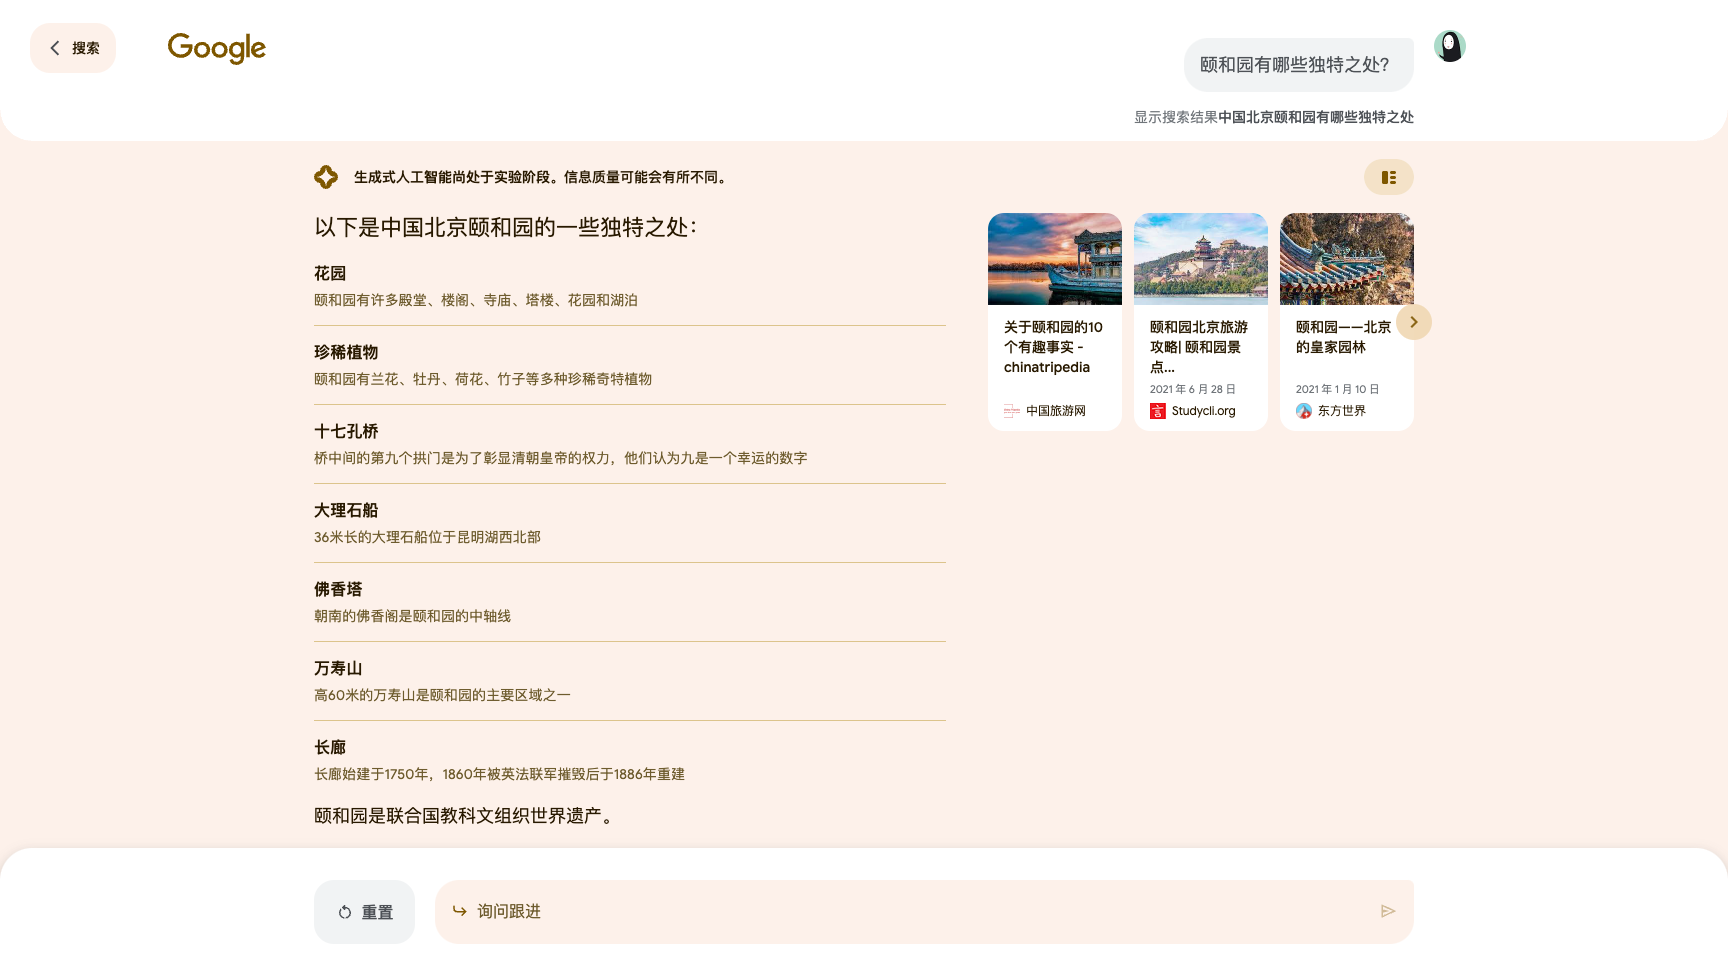 搜索
Google
颐和园有哪些独特之处？
显示搜索结果中国北京颐和园有哪些独特之处
生成式人工智能尚处于实验阶段。信息质量可能会有所不同。
以下是中国北京颐和园的一些独特之处：
花园
颐和园有许多殿堂、楼阁、寺庙、塔楼、花园和湖泊
珍稀植物
颐和园有兰花、牡丹、荷花、竹子等多种珍稀奇特植物
十七孔桥
桥中间的第九个拱门是为了彰显清朝皇帝的权力，他们认为九是一个幸运的数字
大理石船
36米长的大理石船位于昆明湖西北部
佛香塔
朝南的佛香阁是颐和园的中轴线
万寿山
高60米的万寿山是颐和园的主要区域之一
长廊
长廊始建于1750年，1860年被英法联军摧毁后于1886年重建
颐和园是联合国教科文组织世界遗产。
关于颐和园的10
个有趣事实 -
chinatripedia
中国旅游网
颐和园北京旅游
攻略| 颐和园景
点...
2021 年 6 月 28 日
言 Studycli.org
颐和园——北京
的皇家园林
2021 年 1 月 10 日
东方世界
重置
询问跟进